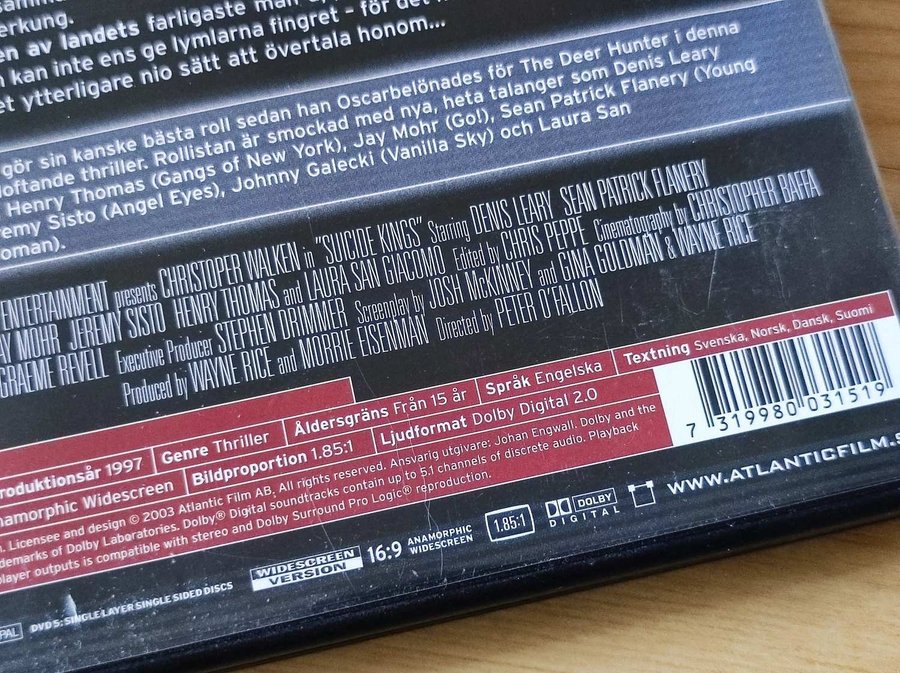 erkung.
en av landets farligaste män
n kan inte ens ge lymlarna fingret - för det
et ytterligare nio sätt att övertala honom...
gör sin kanske bästa roll sedan han Oscarbelönades för The Deer Hunter i denna
loftande thriller. Rollistan är smockad med nya, heta talanger som Denis Leary
Henry Thomas (Gangs of New York), Jay Mohr (Go!), Sean Patrick Flanery (Young
remy Sisto (Angel Eyes), Johnny Galecki (Vanilla Sky) och Laura San
oman).
ENTERTAINMENT presents CHRISTOPER WALKEN in "SUICIDE KINGS" Starring DENIS LEARY SEAN PATRICK FLANERY
AY MOHR JEREMY SISTO HENRY THOMAS and LAURA SAN GIACOMO Edited by CHRIS PEPPE Cinematography by CHRISTOPHER BAFFA
GRAEME REVELL Executive Producer STEPHEN DRIMMER Screenplay by JOSH McKINNEY and GINA GOLDMAN & WAYNE RICE
Produced by WAYNE RICE and MORRIE EISENMAN Directed by PETER O'FALLON
roduktionsår 1997 Genre Thriller Åldersgräns Från 15 år Språk Engelska Textning Svenska, Norsk, Dansk, Suomi
namorphic Widescreen Bildproportion 1.85:1 Ljudformat Dolby Digital 2.0
n. Licensee and design © 2003 Atlantic Film AB. All rights reserved. Ansvarig utgivare: Johan Engwall. Dolby and the
demarks of Dolby Laboratories. Dolby® Digital soundtracks contain up to 5.1 channels of discrete audio. Playback
player outputs is compatible with stereo and Dolby Surround Pro Logic® reproduction.
7 319980 031519
PAL DVD 5: SINGLE LAYER SINGLE SIDED DISCS WIDESCREEN VERSION 16:9 ANAMORPHIC WIDESCREEN 1.85:1 DOLBY DIGITAL WWW.ATLANTICFILM.S